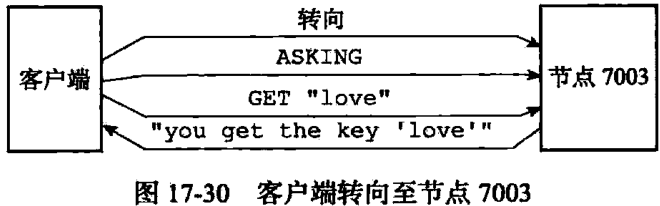 转向
ASKING
客户端
节点 7003
GET "love"
"you get the key 'love'"
图 17-30 客户端转向至节点 7003